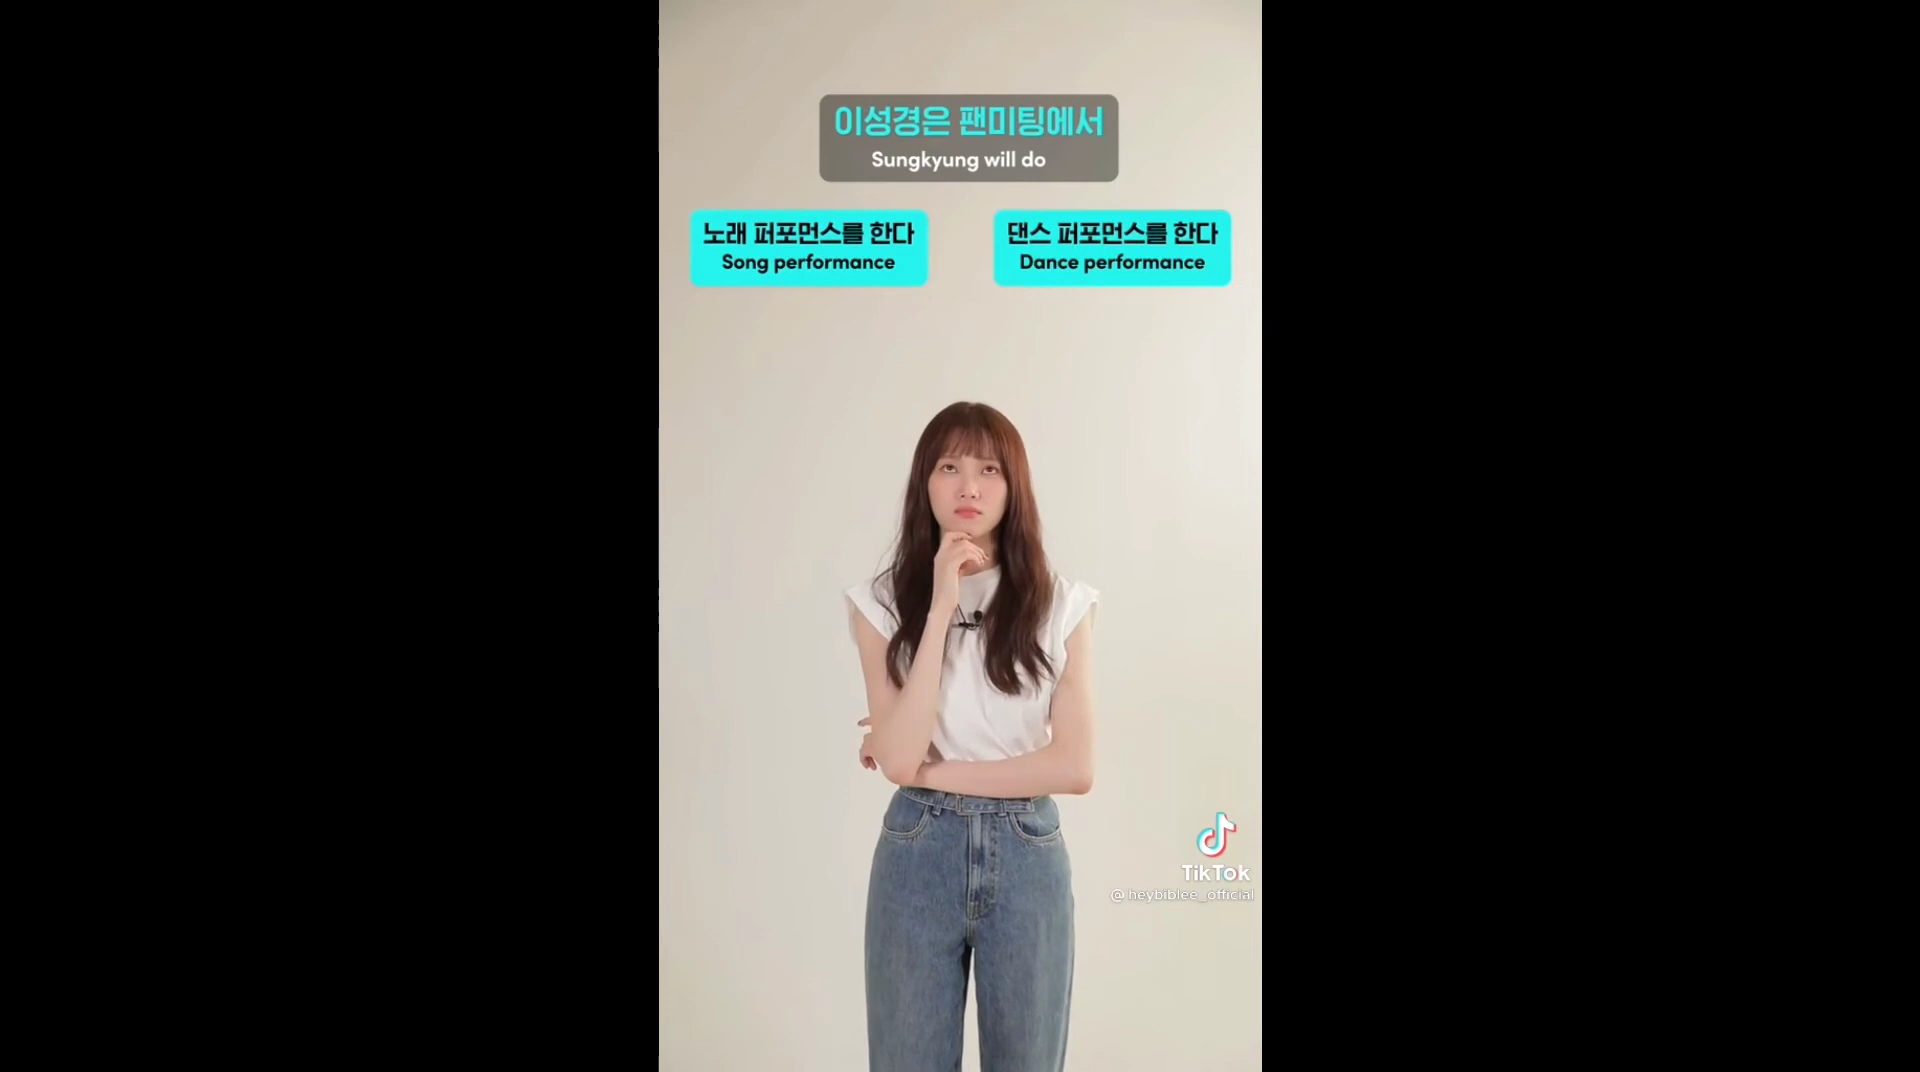 이성경은 팬미팅에서
Sungkyung will do
노래 퍼포먼스를 한다
Song performance
댄스 퍼포먼스를 한다
Dance performance
TikTok
@heybiblee_official